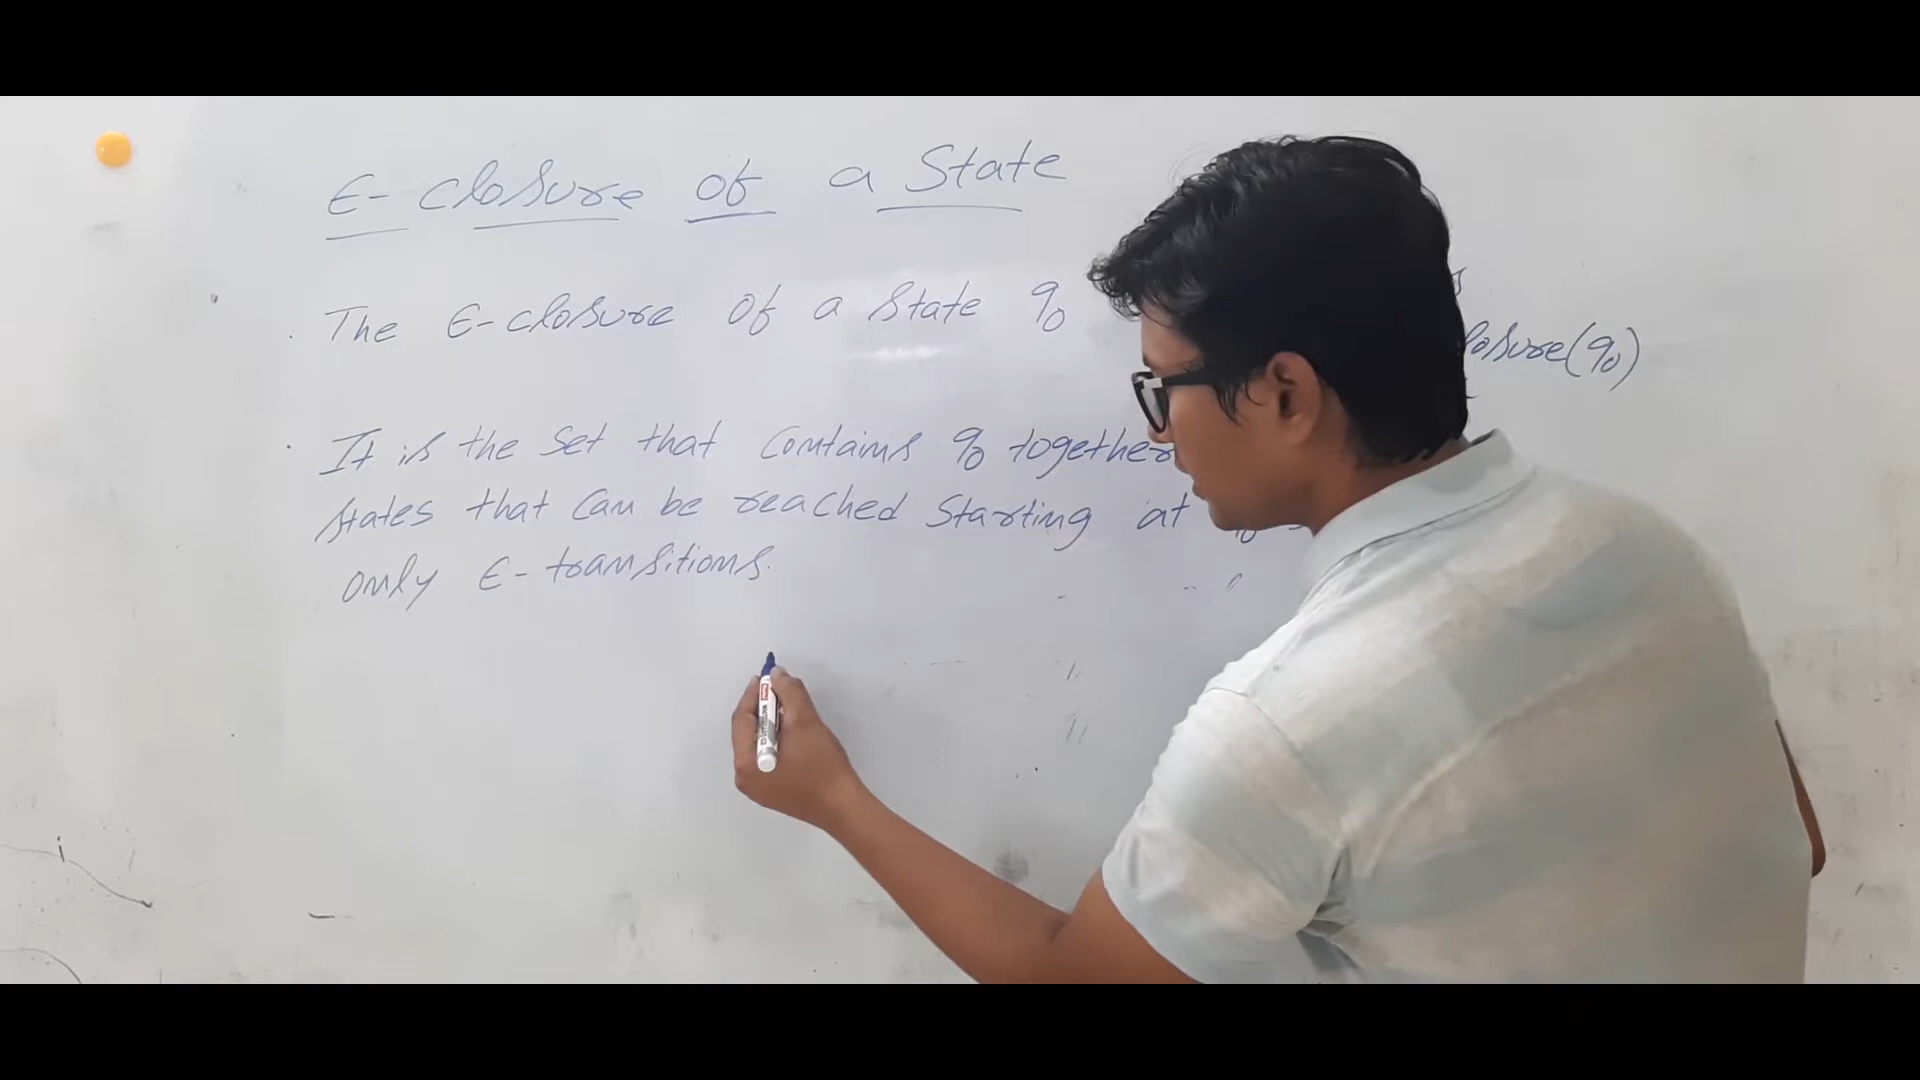 ε-closure of a State
The ε-closure of a state q0
closure(q0)
It is the set that contains q0 together
states that can be reached starting at q0
only ε-transitions.